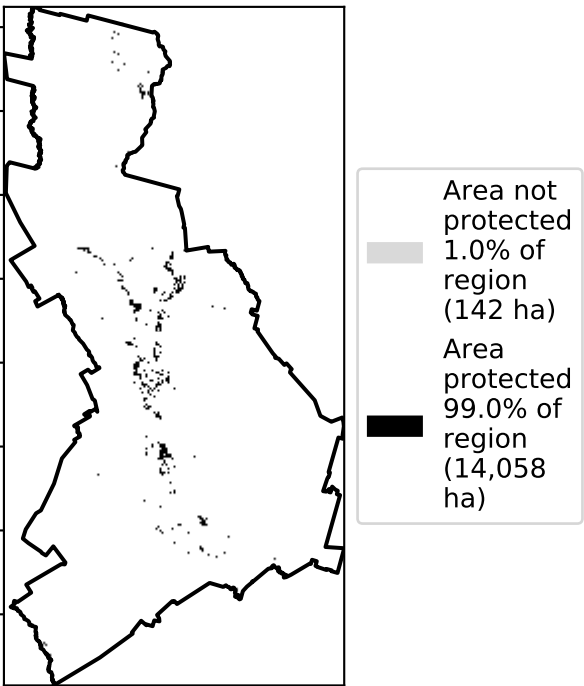 Area not
protected
1.0% of
region
(142 ha)
Area
protected
99.0% of
region
(14,058
ha)